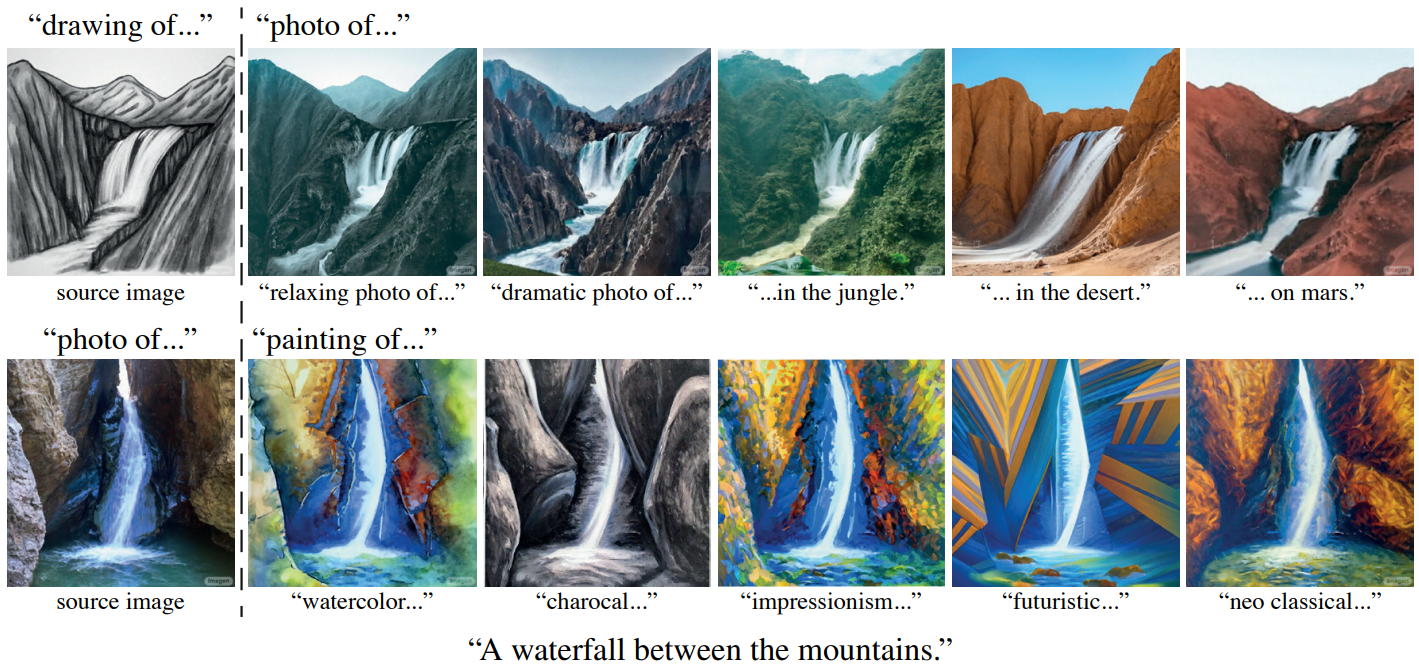 “drawing of...” “photo of...”
source image “relaxing photo of...” “dramatic photo of...” “...in the jungle.” “... in the desert.” “... on mars.”
“photo of...” “painting of...”
source image “watercolor...” “charocal...” “impressionism...” “futuristic...” “neo classical...”
“A waterfall between the mountains.”